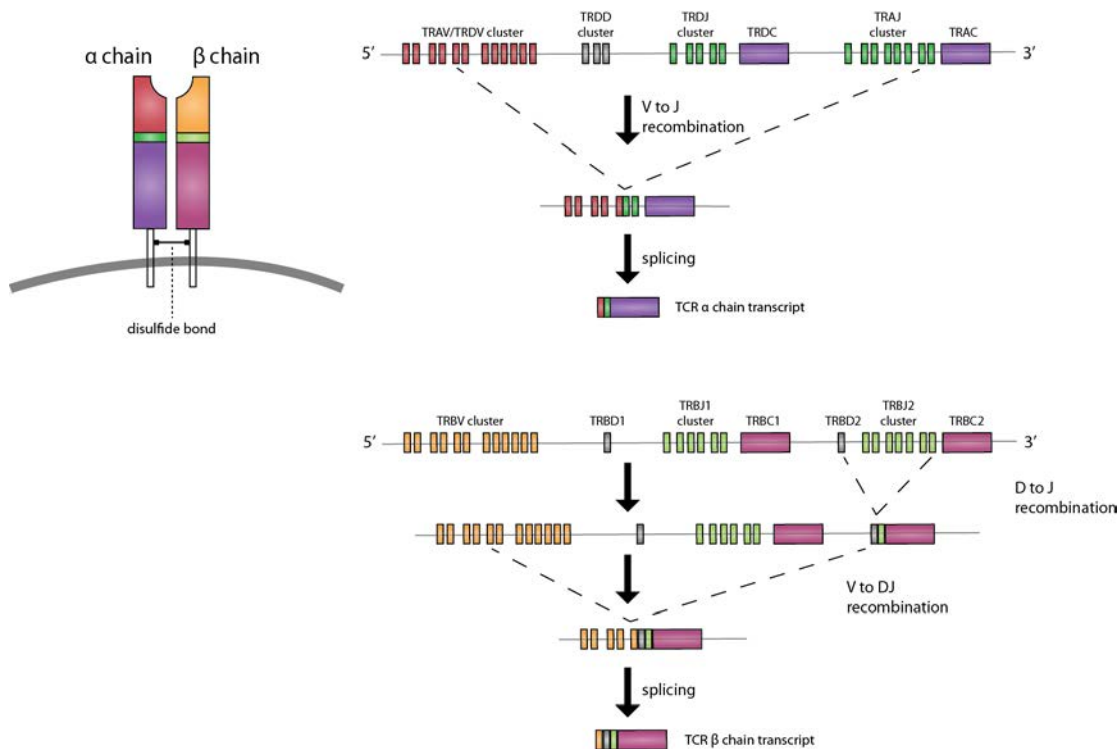 α chain
β chain
disulfide bond
TRAV/TRDV cluster
TRDD
cluster
TRDJ
cluster
TRDC
TRAJ
cluster
TRAC
5′
3′
V to J
recombination
splicing
TCR α chain transcript
TRBV cluster
TRBD1
TRBJ1
cluster
TRBC1
TRBD2
TRBJ2
cluster
TRBC2
5′
3′
D to J
recombination
V to DJ
recombination
splicing
TCR β chain transcript